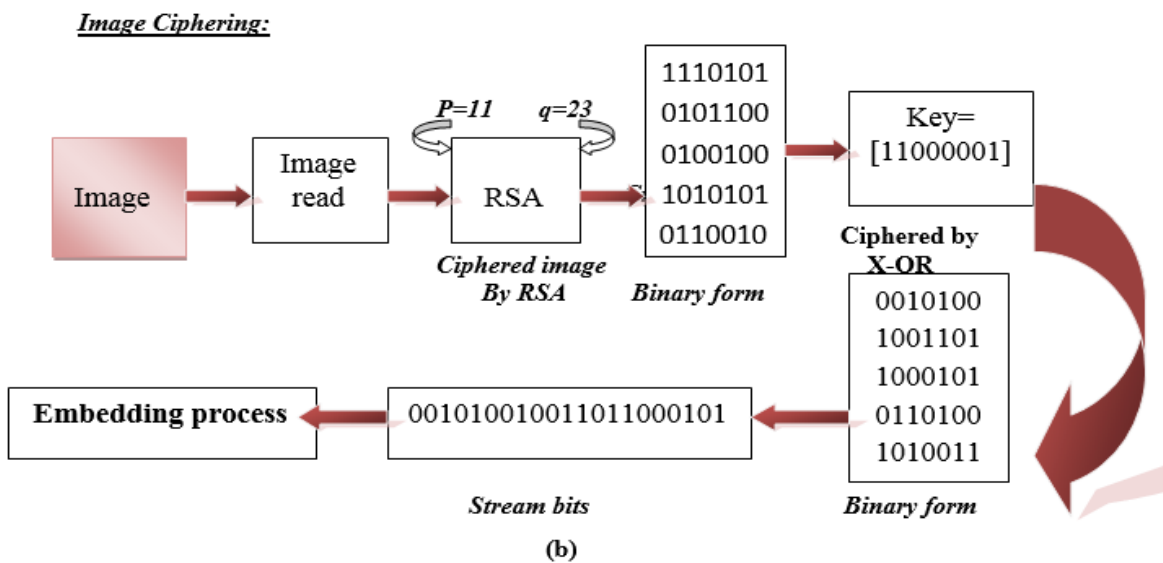 Image Ciphering:
P=11
q=23
Image
Image
read
RSA
Ciphered image
By RSA
1110101
0101100
0100100
1010101
0110010
Binary form
Key=
[11000001]
Ciphered by
X-OR
0010100
1001101
1000101
0110100
1010011
Binary form
001010010011011000101
Stream bits
Embedding process
(b)